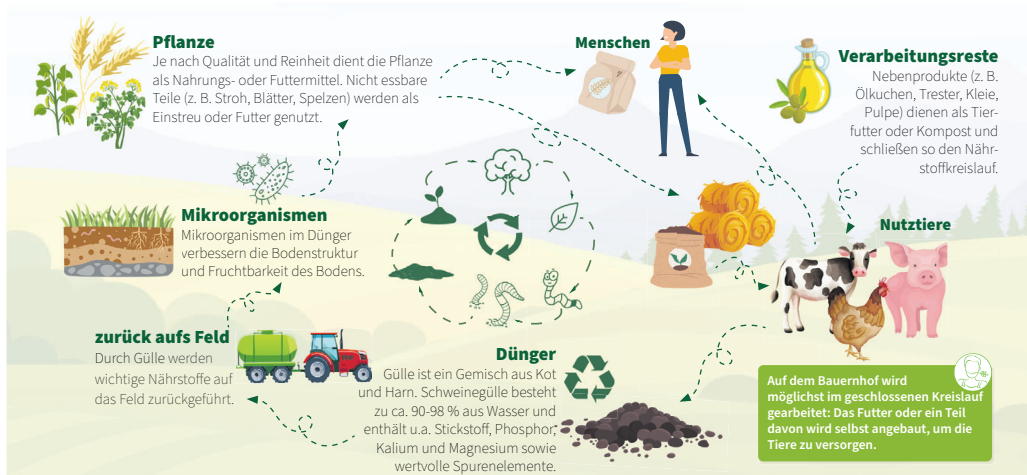 Pflanze
Je nach Qualität und Reinheit dient die Pflanze
als Nahrungs- oder Futtermittel. Nicht essbare
Teile (z. B. Stroh, Blätter, Spelzen) werden als
Einstreu oder Futter genutzt.
Menschen
Verarbeitungsreste
Nebenprodukte (z. B.
Ölkuchen, Trester, Kleie,
Pulpe) dienen als Tier-
futter oder Kompost und
schließen so den Nähr-
stoffkreislauf.
Mikroorganismen
Mikroorganismen im Dünger
verbessern die Bodenstruktur
und Fruchtbarkeit des Bodens.
Nutztiere
zurück aufs Feld
Durch Gülle werden
wichtige Nährstoffe auf
das Feld zurückgeführt.
Dünger
Gülle ist ein Gemisch aus Kot
und Harn. Schweinegülle besteht
zu ca. 90-98 % aus Wasser und
enthält u.a. Stickstoff, Phosphor,
Kalium und Magnesium sowie
wertvolle Spurenelemente.
Auf dem Bauernhof wird
möglichst im geschlossenen Kreislauf
gearbeitet: Das Futter oder ein Teil
davon wird selbst angebaut, um die
Tiere zu versorgen.